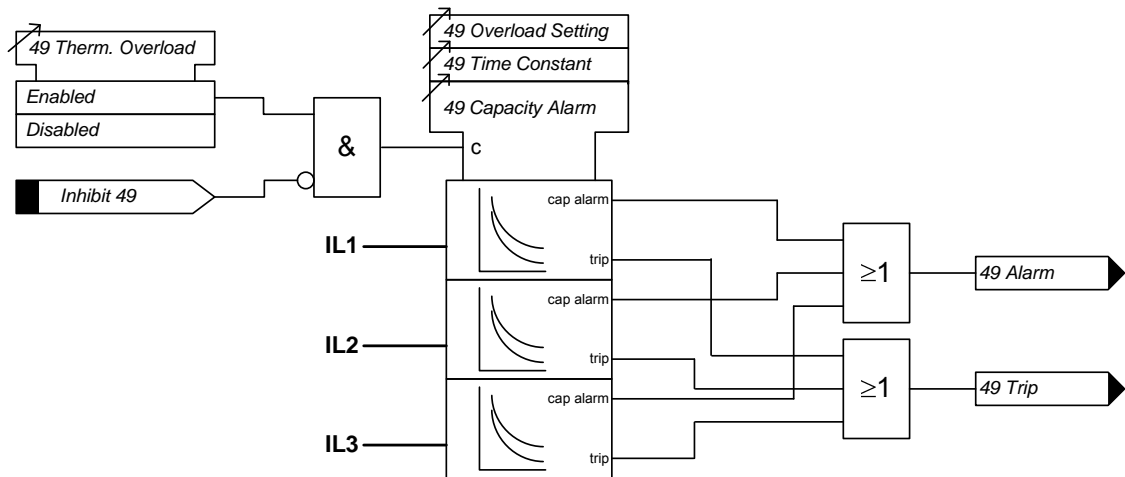 49 Therm. Overload
Enabled
Disabled
Inhibit 49
&
49 Overload Setting
49 Time Constant
49 Capacity Alarm
c
IL1
cap alarm
trip
IL2
cap alarm
trip
IL3
cap alarm
trip
≥1
49 Alarm
≥1
49 Trip